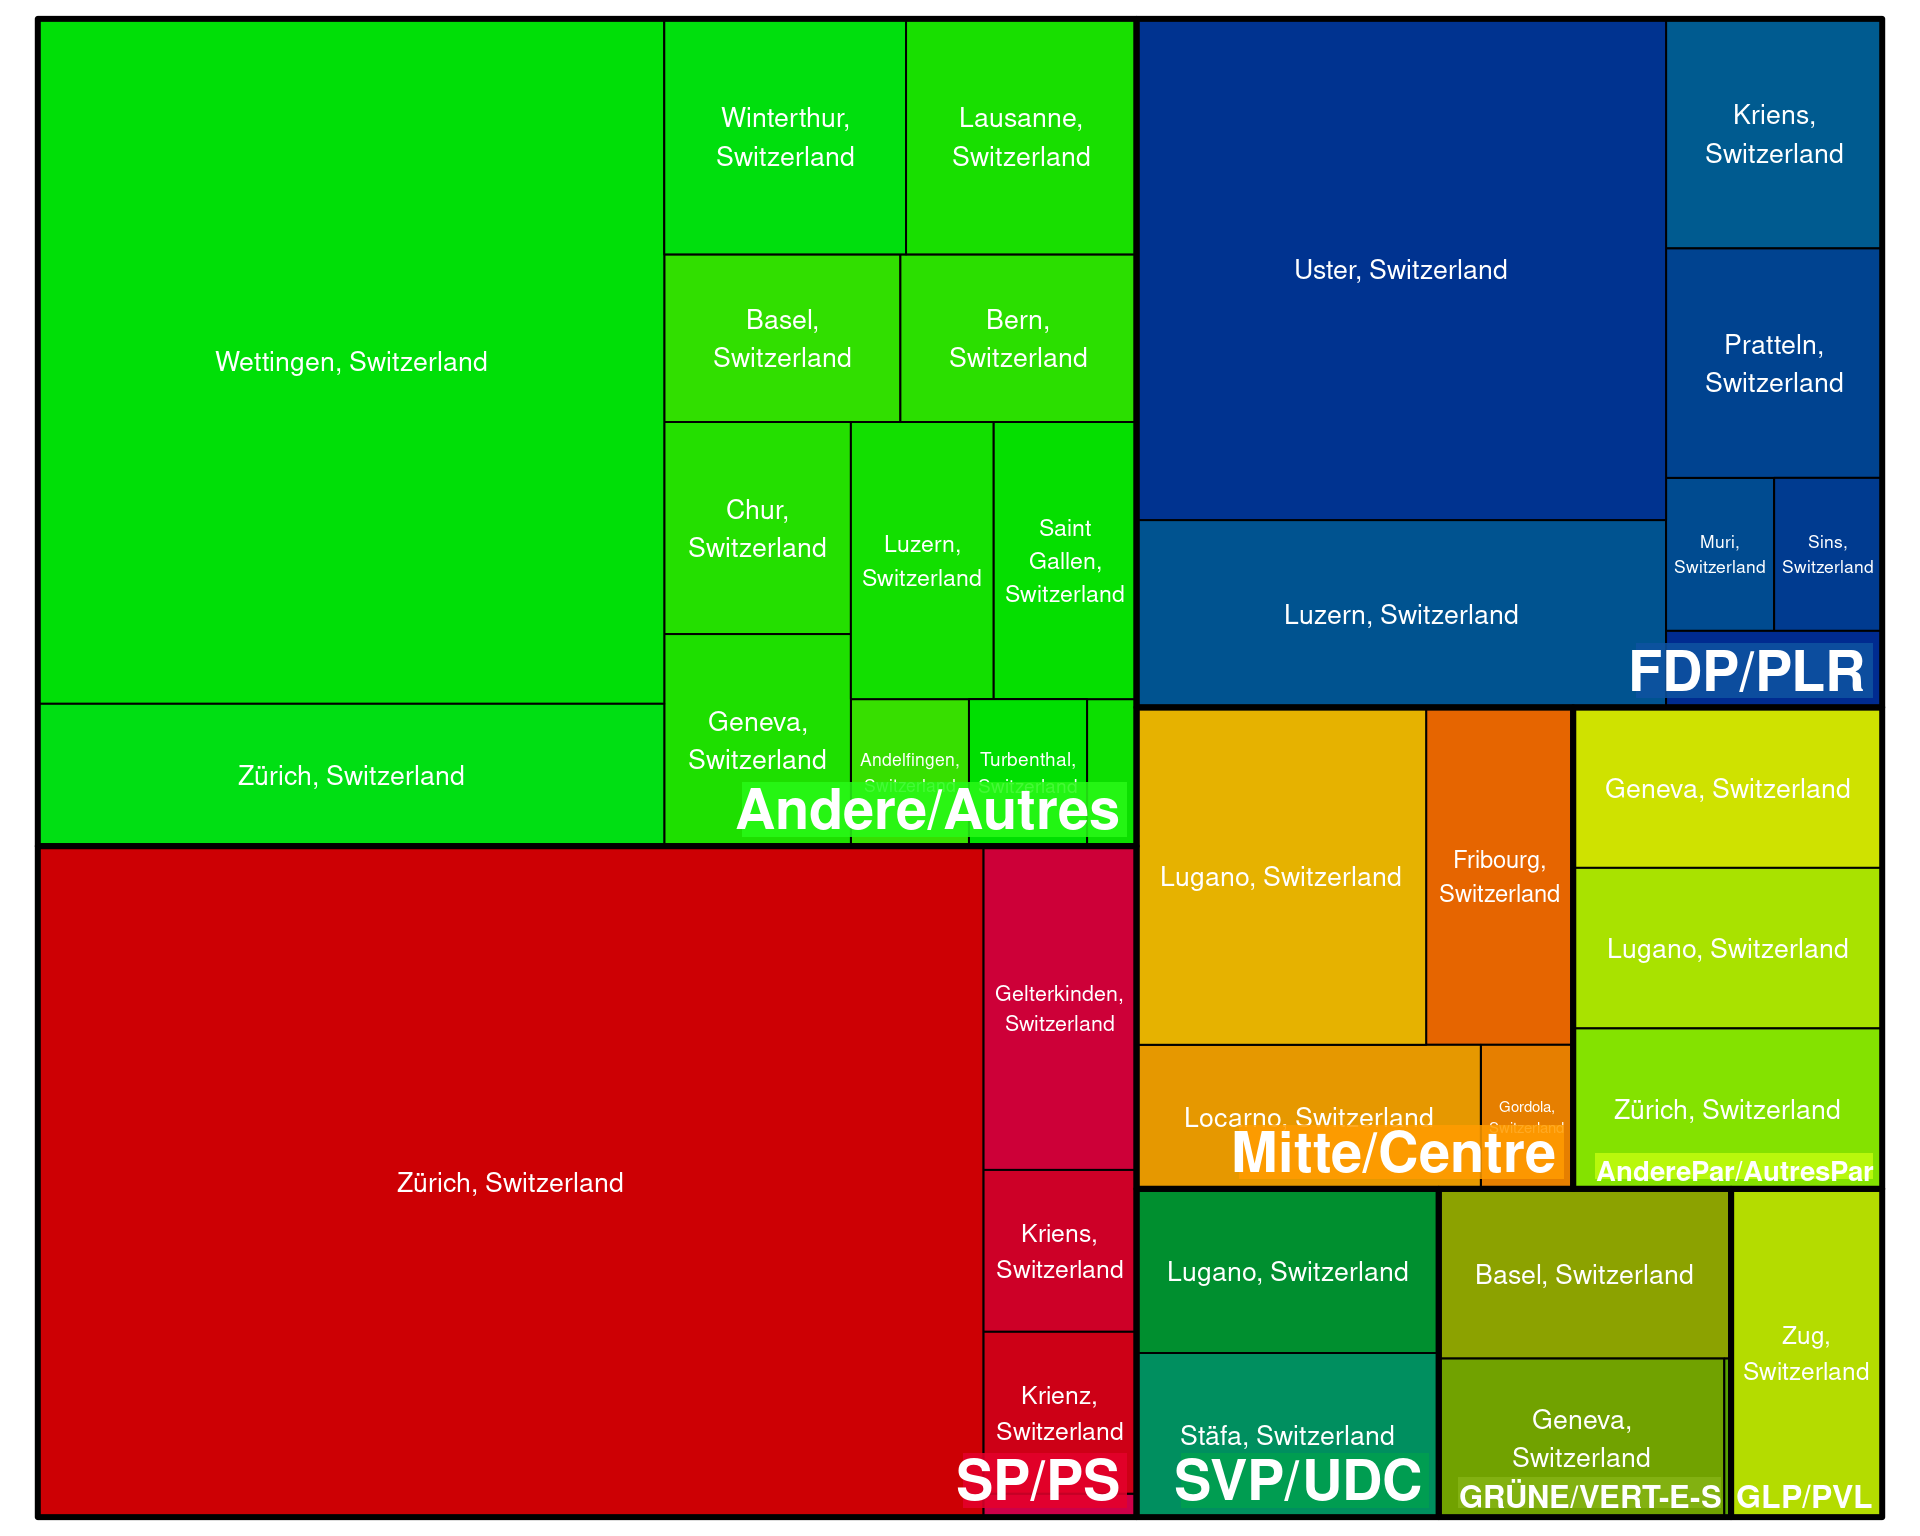 Wettingen, Switzerland
Zürich, Switzerland
Winterthur,
Switzerland
Lausanne,
Switzerland
Basel,
Switzerland
Bern,
Switzerland
Chur,
Switzerland
Luzern,
Switzerland
Saint
Gallen,
Switzerland
Geneva,
Switzerland
Andelfingen,
Switzerland
Turbenthal,
Switzerland
Andere/Autres
Uster, Switzerland
Luzern, Switzerland
Kriens,
Switzerland
Pratteln,
Switzerland
Muri,
Switzerland
Sins,
Switzerland
FDP/PLR
Zürich, Switzerland
Gelterkinden,
Switzerland
Kriens,
Switzerland
Krienz,
Switzerland
SP/PS
Lugano, Switzerland
Fribourg,
Switzerland
Locarno, Switzerland
Gordola,
Switzerland
Mitte/Centre
Geneva, Switzerland
Lugano, Switzerland
Zürich, Switzerland
AnderePar/AutresPar
Lugano, Switzerland
Stäfa, Switzerland
SVP/UDC
Basel, Switzerland
Geneva,
Switzerland
GRÜNE/VERT-E-S
Zug,
Switzerland
GLP/PVL